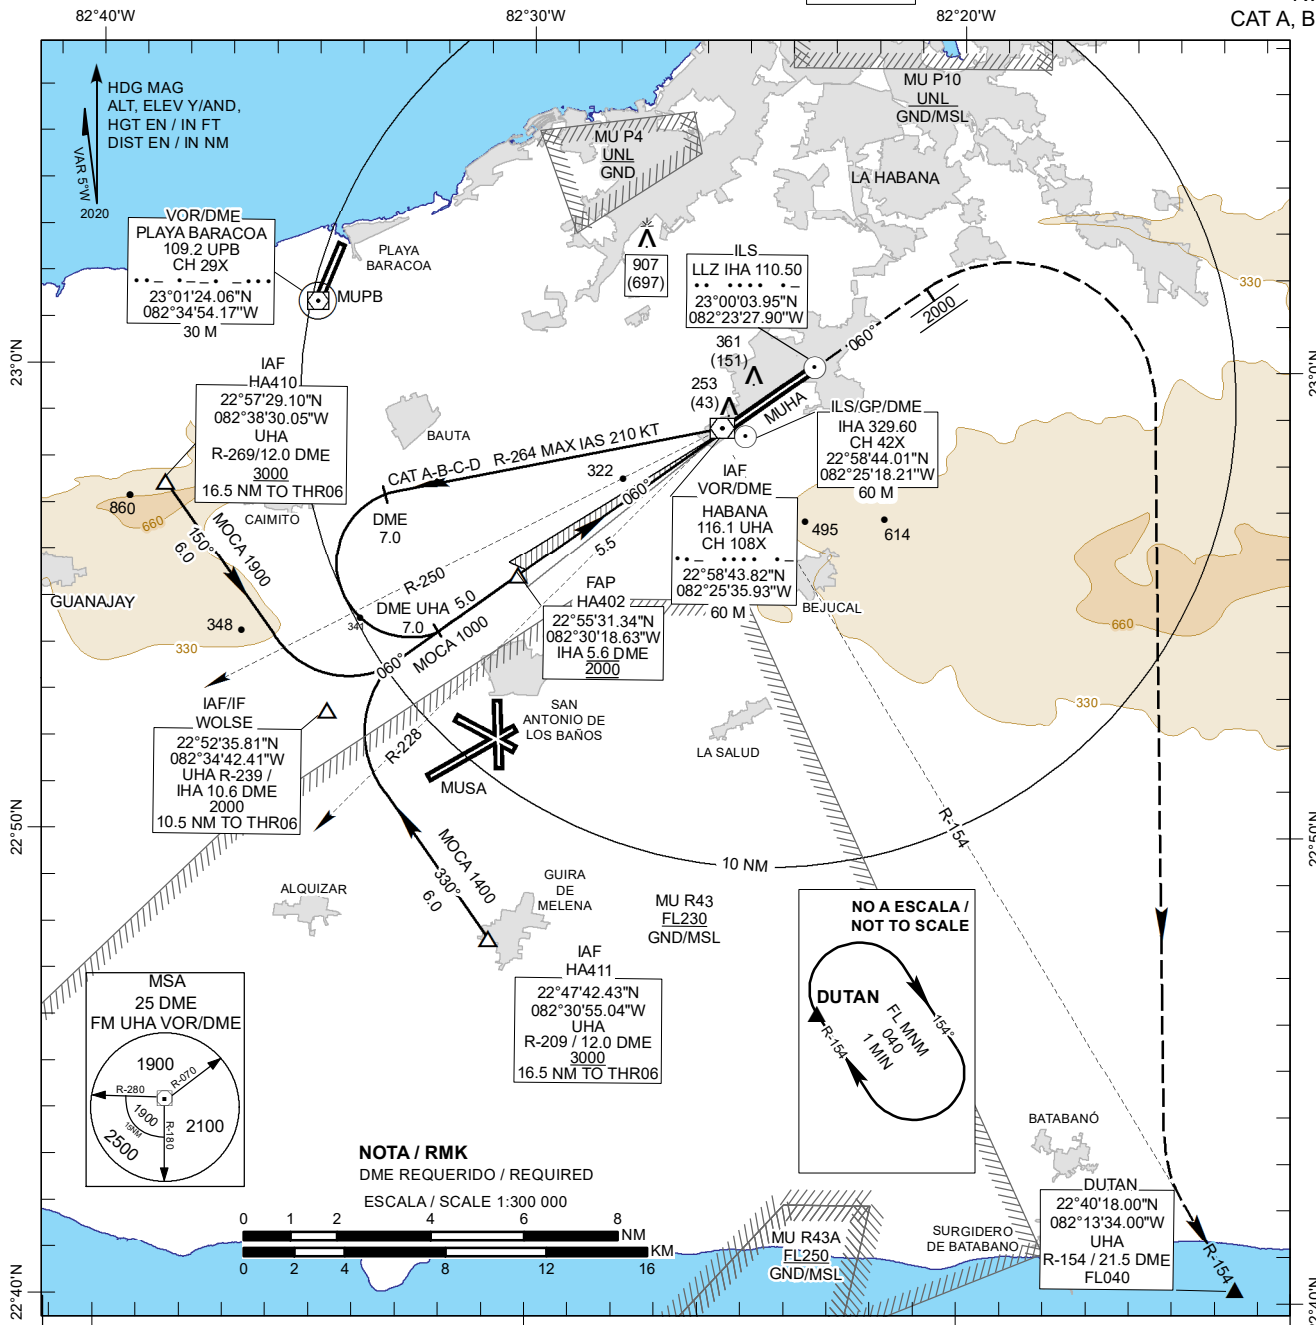 82°40'W
82°30'W
82°20'W
CAT A, B
HDG MAG
ALT, ELEV Y/AND,
HGT EN / IN FT
DIST EN / IN NM
VAR 5°W
2020
MU P10
UNL
GND/MSL
MU P4
UNL
GND
LA HABANA
VOR/DME
PLAYA BARACOA
109.2 UPB
CH 29X
23°01'24.06"N
082°34'54.17"W
30 M
PLAYA
BARACOA
MUPB
907
(697)
ILS
LLZ IHA 110.50
23°00'03.95"N
082°23'27.90"W
060°
2000
330
23°0'N
23°0'N
361
(151)
253
(43)
MUHA
IAF
HA410
22°57'29.10"N
082°38'30.05"W
UHA
R-269/12.0 DME
3000
16.5 NM TO THR06
BAUTA
CAT A-B-C-D
R-264 MAX IAS 210 KT
ILS/GP/DME
IHA 329.60
CH 42X
22°58'44.01"N
082°25'18.21"W
60 M
322
060°
DME
7.0
5.5
IAF
VOR/DME
HABANA
116.1 UHA
CH 108X
22°58'43.82"N
082°25'35.93"W
60 M
495
614
860
660
CAIMITO
MOCA 1900
150°
6.0
GUANAJAY
348
330
341
R-250
DME UHA
7.0
5.0
MOCA 1000
060°
FAP
HA402
22°55'31.34"N
082°30'18.63"W
IHA 5.6 DME
2000
BEJUCAL
660
330
IAF/IF
WOLSE
22°52'35.81"N
082°34'42.41"W
UHA R-239 /
IHA 10.6 DME
2000
10.5 NM TO THR06
R-228
SAN
ANTONIO DE
LOS BAÑOS
MUSA
LA SALUD
22°50'N
22°50'N
R-154
10 NM
MOCA 1400
330°
6.0
ALQUIZAR
GUIRA
DE
MELENA
MU R43
FL230
GND/MSL
NO A ESCALA /
NOT TO SCALE
DUTAN
R-154
FL MNM
040
1 MIN
154°
IAF
HA411
22°47'42.43"N
082°30'55.04"W
UHA
R-209 / 12.0 DME
3000
16.5 NM TO THR06
MSA
25 DME
FM UHA VOR/DME
1900
R-070
R-280
1900
15NM
R-180
2100
2500
BATABANÓ
NOTA / RMK
DME REQUERIDO / REQUIRED
ESCALA / SCALE 1:300 000
0 1 2 4 6 8
NM
KM
0 2 4 8 12 16
MU R43A
FL250
GND/MSL
SURGIDERO
DE BATABANO
DUTAN
22°40'18.00"N
082°13'34.00"W
UHA
R-154 / 21.5 DME
FL040
R-154
22°40'N
22°40'N